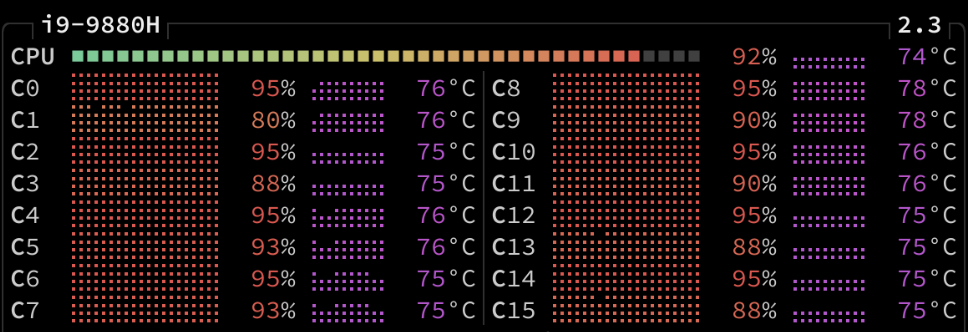 i9-9880H 2.3
CPU 92% 74°C
C0 95% 76°C C8 95% 78°C
C1 80% 76°C C9 90% 78°C
C2 95% 75°C C10 95% 76°C
C3 88% 75°C C11 90% 76°C
C4 95% 76°C C12 95% 75°C
C5 93% 76°C C13 88% 75°C
C6 95% 75°C C14 95% 75°C
C7 93% 75°C C15 88% 75°C